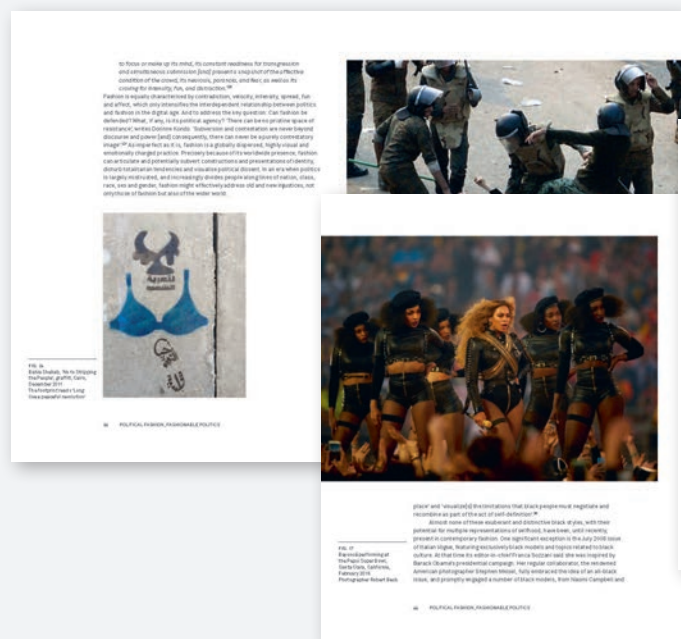 to focus or make up its mind, its constant readiness for transgression
and simultaneous submission [and] present a snapshot of the affective
condition of the crowd, its necrosis, paranoia, and fear, as well as its
craving for intensity, fun, and distraction.
Fashion is equally characterized by contradiction, velocity, virality, spread, fun
and affect, which only intensifies the interdependent relationship between politics
and fashion in the digital age. And to address the key question: Can fashion be
defended? What, if any, is its political agency? 'There can be no pristine space of
resistance', writes Dorinne Kondo. 'Subversion and contestation are never beyond
discourse and power [and] consequently, there can never be a purely contestatory
image'. As imperfect as it is, fashion is a globally dispersed, highly visual and
emotionally charged practice. Precisely because of its worldwide presence, fashion
can articulate and potentially subvert constructions and presentations of identity,
disturb totalitarian tendencies and visualize political dissent. In an era when politics
is largely mistrusted, and increasingly divides people along lines of nation, class,
race, sex and gender, fashion might effectively address old and new injustices, not
only those of fashion but also of the wider world.
FIG. 16
Bahia Shehab, 'No to Stripping
the People', graffiti, Cairo,
December 2011
The footprint reads 'Long
live a peaceful revolution'
POLITICAL FASHION, FASHIONABLE POLITICS
place' and 'visualize[s] the limitations that black people must negotiate and
recombine as part of the act of self-definition'.
Almost none of these exuberant and distinctive black styles, with their
potential for multiple representations of selfhood, have been, until recently,
present in contemporary fashion. One significant exception is the July 2008 issue
of Italian Vogue, featuring exclusively black models and topics related to black
culture. At that time its editor-in-chief Franca Sozzani said she was inspired by
Barack Obama's presidential campaign. Her regular collaborator, the renowned
American photographer Stephen Meisel, fully embraced the idea of an all-black
issue, and promptly engaged a number of black models, from Naomi Campbell and
FIG. 17
Beyoncé performing at
the Pepsi Super Bowl,
Santa Clara, California,
February 2016
Photographer Robert Beck
POLITICAL FASHION, FASHIONABLE POLITICS